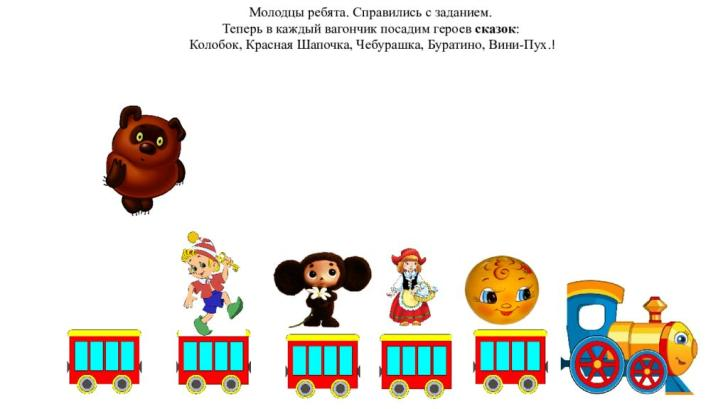 Молодцы ребята. Справились с заданием.
Теперь в каждый вагончик посадим героев сказок:
Колобок, Красная Шапочка, Чебурашка, Буратино, Вини-Пух.!